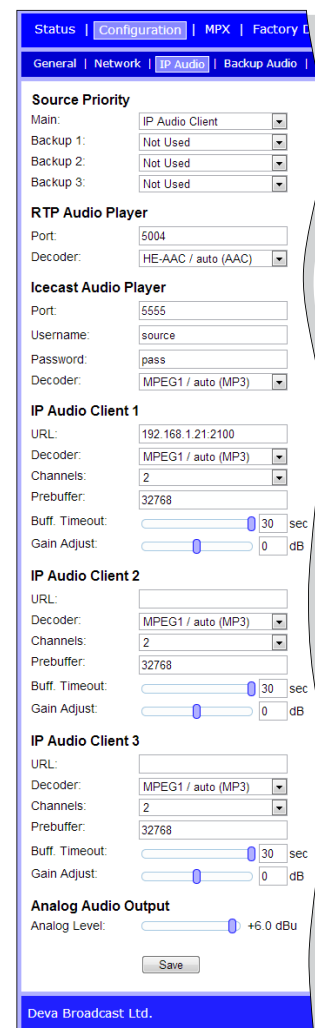 Status | Configuration | MPX | Factory
General | Network | IP Audio | Backup Audio |
Source Priority
Main: IP Audio Client
Backup 1: Not Used
Backup 2: Not Used
Backup 3: Not Used
RTP Audio Player
Port: 5004
Decoder: HE-AAC / auto (AAC)
Icecast Audio Player
Port: 5555
Username: source
Password: pass
Decoder: MPEG1 / auto (MP3)
IP Audio Client 1
URL: 192.168.1.21:2100
Decoder: MPEG1 / auto (MP3)
Channels: 2
Prebuffer: 32768
Buff. Timeout: 30 sec
Gain Adjust: 0 dB
IP Audio Client 2
URL:
Decoder: MPEG1 / auto (MP3)
Channels: 2
Prebuffer: 32768
Buff. Timeout: 30 sec
Gain Adjust: 0 dB
IP Audio Client 3
URL:
Decoder: MPEG1 / auto (MP3)
Channels: 2
Prebuffer: 32768
Buff. Timeout: 30 sec
Gain Adjust: 0 dB
Analog Audio Output
Analog Level: +6.0 dBu
Save
Deva Broadcast Ltd.